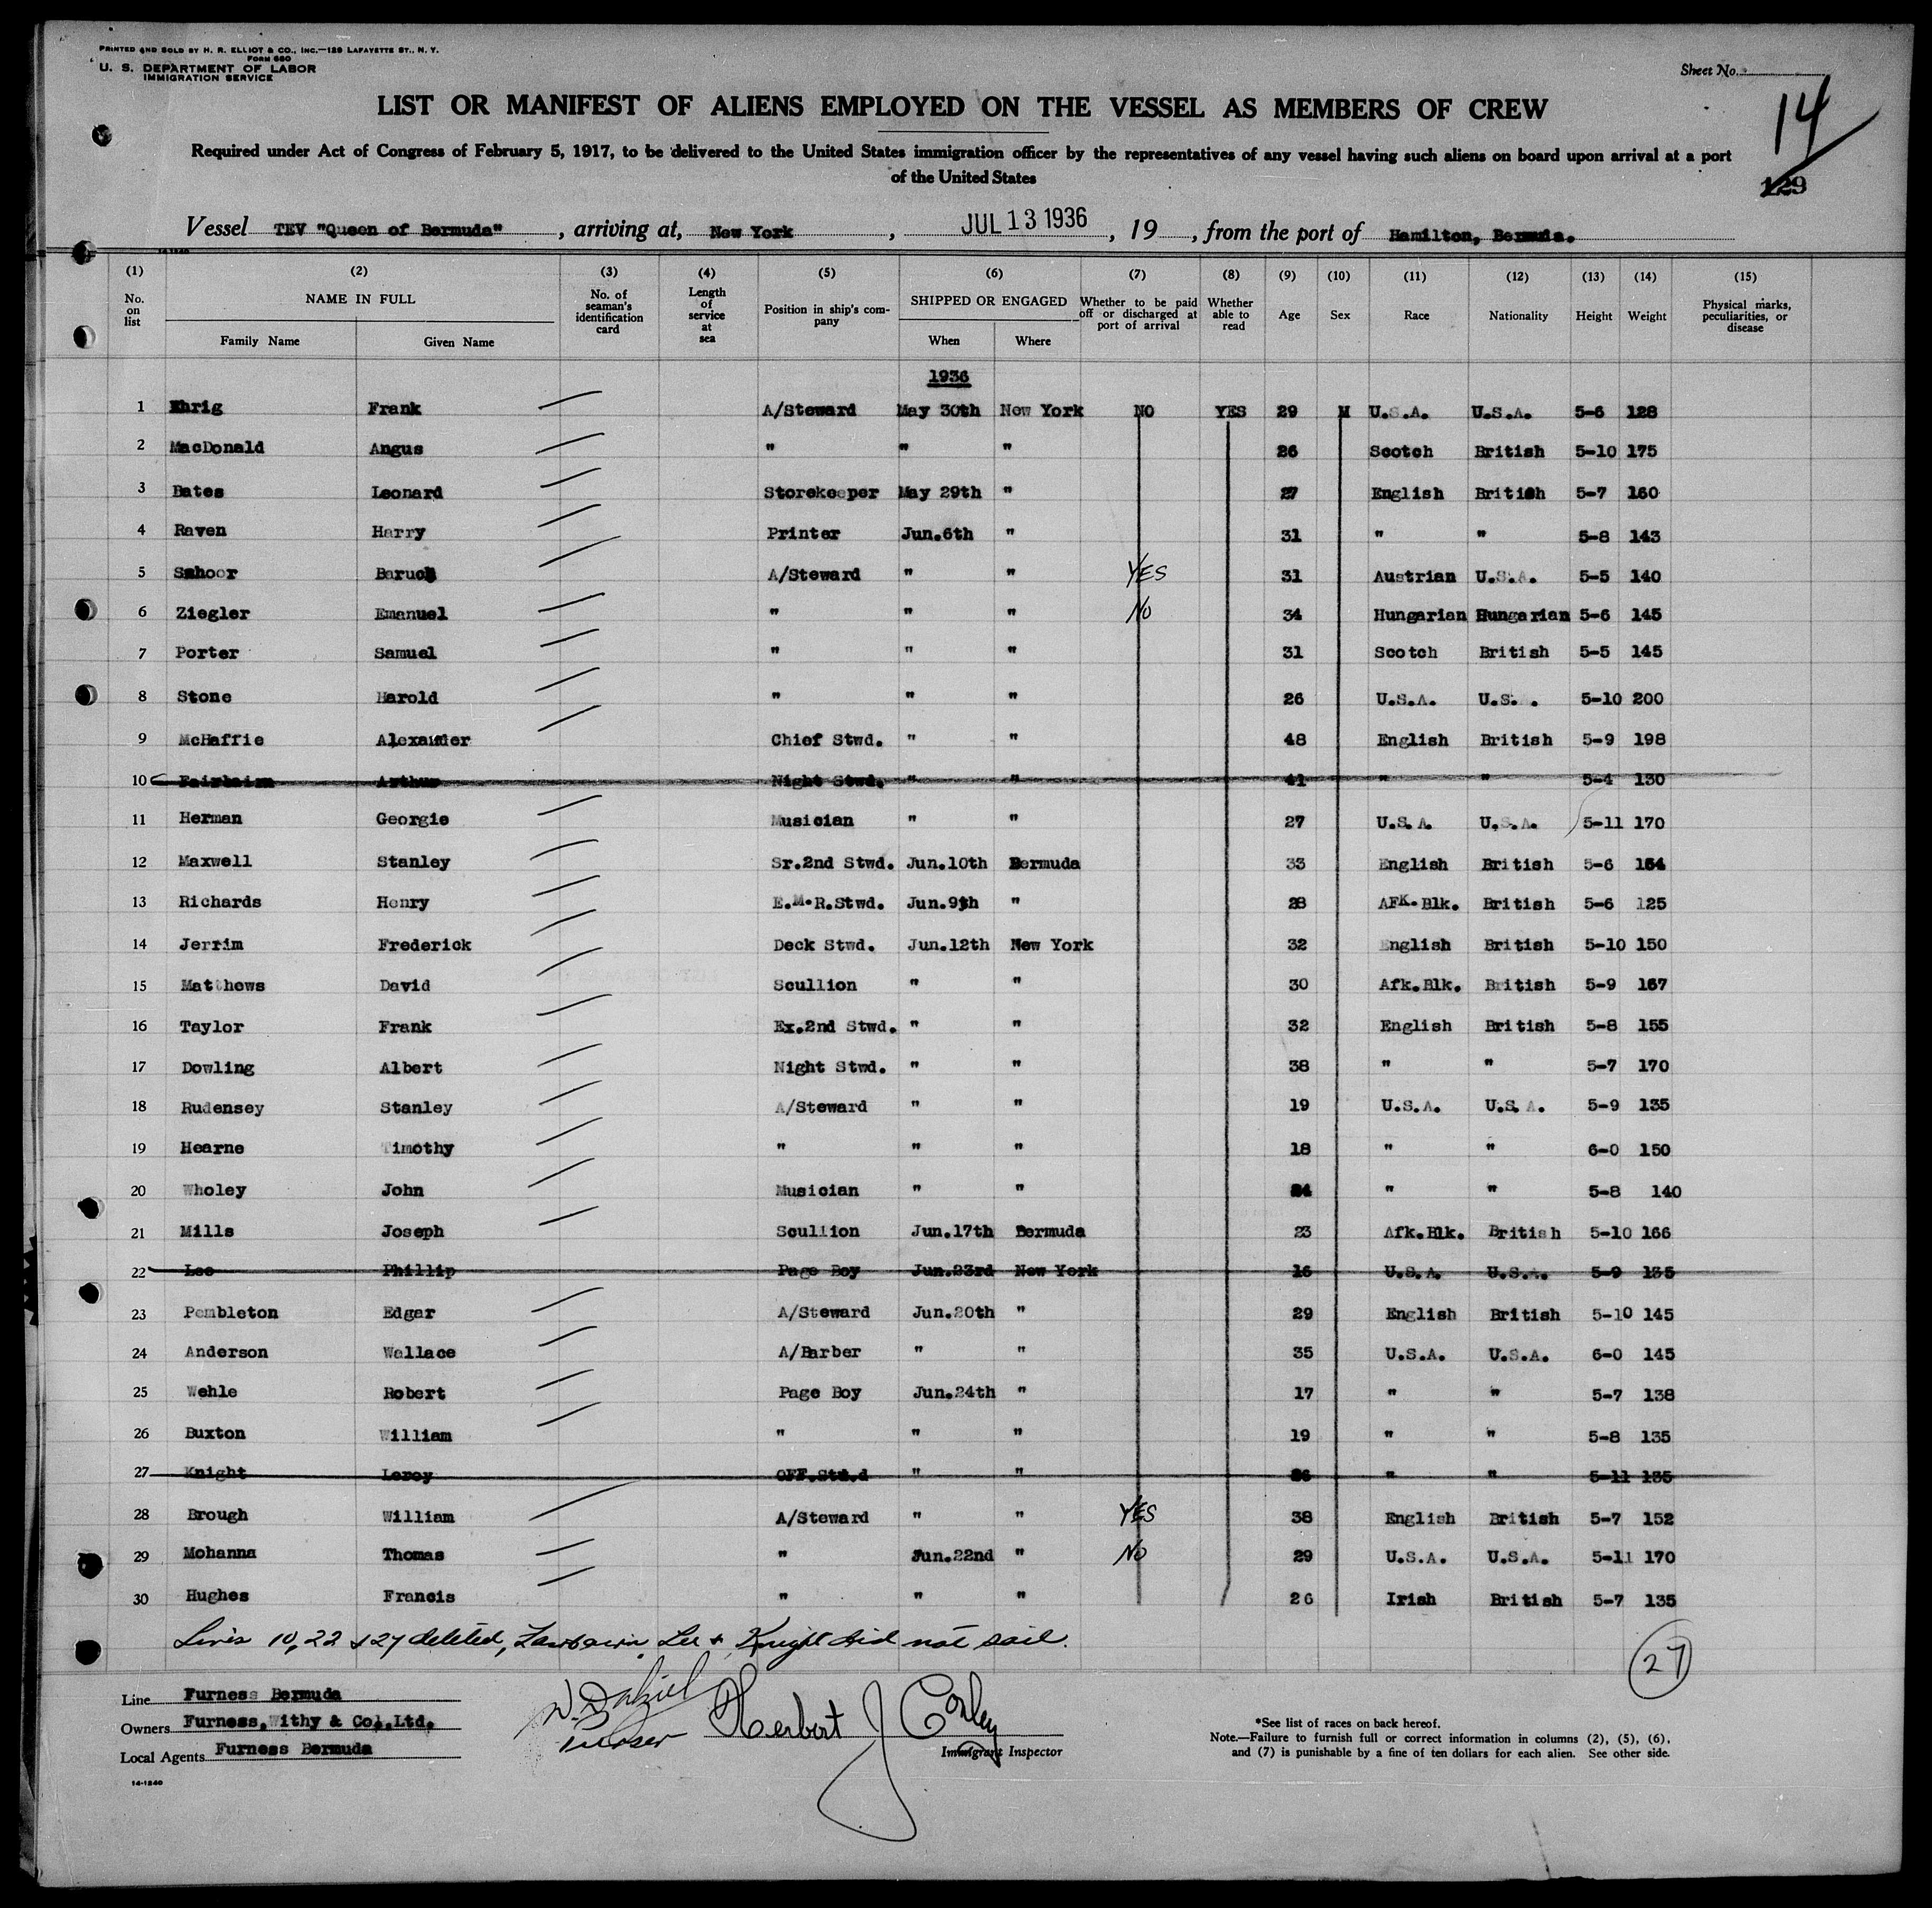 PRINTED AND SOLD BY H. R. ELLIOT & CO., INC.—129 LAFAYETTE ST., N. Y.
FORM 680
U. S. DEPARTMENT OF LABOR
IMMIGRATION SERVICE
Sheet No.
14
129
LIST OR MANIFEST OF ALIENS EMPLOYED ON THE VESSEL AS MEMBERS OF CREW
Required under Act of Congress of February 5, 1917, to be delivered to the United States immigration officer by the representatives of any vessel having such aliens on board upon arrival at a port
of the United States
Vessel TEV "Queen of Bermuda", arriving at, New York, JUL 13 1936, 19, from the port of Hamilton, Bermuda.
(1) (2) (3) (4) (5) (6) (7) (8) (9) (10) (11) (12) (13) (14) (15)
No. on list NAME IN FULL Family Name Given Name No. of seaman's identification card Length of service at sea Position in ship's company SHIPPED OR ENGAGED When Where Whether to be paid off or discharged at port of arrival Whether able to read Age Sex Race Nationality Height Weight Physical marks, peculiarities, or disease
1936
1 Ehrig Frank A/Steward May 30th New York NO YES 29 M U.S.A. U.S.A. 5-6 128
2 MacDonald Angus " " " 26 Scotch British 5-10 175
3 Bates Leonard Storekeeper May 29th " 27 English British 5-7 160
4 Raven Harry Printer Jun.6th " 31 " " 5-8 143
5 Baruch A/Steward " " YES 31 Austrian U.S.A. 5-5 140
6 Ziegler Emanuel " " " No 34 Hungarian Hungarian 5-6 145
7 Porter Samuel " " " 31 Scotch British 5-5 145
8 Stone Harold " " " 26 U.S.A. U.S. . 5-10 200
9 McHaffie Alexander Chief Stwd. " " 48 English British 5-9 198
10 Fairbairn Arthur Night Stwd. " " 41 " " 5-4 130
11 Herman Georgie Musician " " 27 U.S.A. U.S.A. 5-11 170
12 Maxwell Stanley Sr.2nd Stwd. Jun.10th Bermuda 33 English British 5-6 164
13 Richards Henry E.M.R.Stwd. Jun.9th " 28 AFK.Blk. British 5-6 125
14 Jerrim Frederick Deck Stwd. Jun.12th New York 32 English British 5-10 150
15 Matthews David Scullion " " 30 Afk.Blk. British 5-9 167
16 Taylor Frank Ex.2nd Stwd. " " 32 English British 5-8 155
17 Dowling Albert Night Stwd. " " 38 " " 5-7 170
18 Rudensey Stanley A/Steward " " 19 U.S.A. U.S.A. 5-9 135
19 Hearne Timothy " " " 18 " " 6-0 150
20 Wholey John Musician " " " " 5-8 140
21 Mills Joseph Scullion Jun.17th Bermuda 23 Afk.Blk. British 5-10 166
22 Lee Phillip Page Boy Jun.23rd New York 16 U.S.A. U.S.A. 5-9 135
23 Pembleton Edgar A/Steward Jun.20th " 29 English British 5-10 145
24 Anderson Wallace A/Barber " " 35 U.S.A. U.S.A. 6-0 145
25 Wehle Robert Page Boy Jun.24th " 17 " " 5-7 138
26 Buxton William " " " 19 " " 5-8 135
27 Knight Leroy OFF.Stw.d " " 26 " " 5-11 135
28 Brough William A/Steward " " YES 38 English British 5-7 152
29 Mohanna Thomas " Jun.22nd " No 29 U.S.A. U.S.A. 5-11 170
30 Hughes Francis " " " 26 Irish British 5-7 135
Lines 10, 22 & 27 deleted, Lee & Knight did not sail.
27
Line Furness Bermuda
Owners Furness, Withy & Co., Ltd.
Local Agents Furness Bermuda
Purser
Herbert J Conley
Immigrant Inspector
*See list of races on back hereof.
Note.—Failure to furnish full or correct information in columns (2), (5), (6),
and (7) is punishable by a fine of ten dollars for each alien. See other side.
14-1240